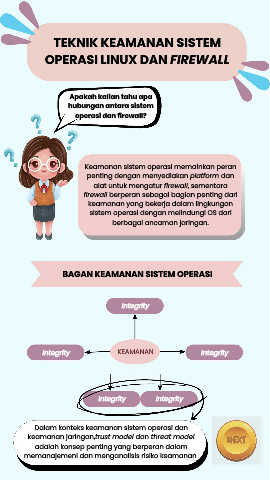 TEKNIK KEAMANAN SISTEM
OPERASI LINUX DAN FIREWALL
Apakah kalian tahu apa
hubungan antara sistem
operasi dan firewall?
Keamanan sistem operasi memainkan peran
penting dengan menyediakan platform dan
alat untuk mengatur firewall, sementara
firewall berperan sebagai bagian penting dari
keamanan yang bekerja dalam lingkungan
sistem operasi dengan melindungi OS dari
berbagai ancaman jaringan.
BAGAN KEAMANAN SISTEM OPERASI
Integrity
Integrity
KEAMANAN
Integrity
Integrity
Integrity
Dalam konteks keamanan sistem operasi dan
keamanan jaringan,trust model dan threat model
adalah konsep penting yang berperan dalam
memanajemeni dan menganalisis risiko keamanan
NEXT